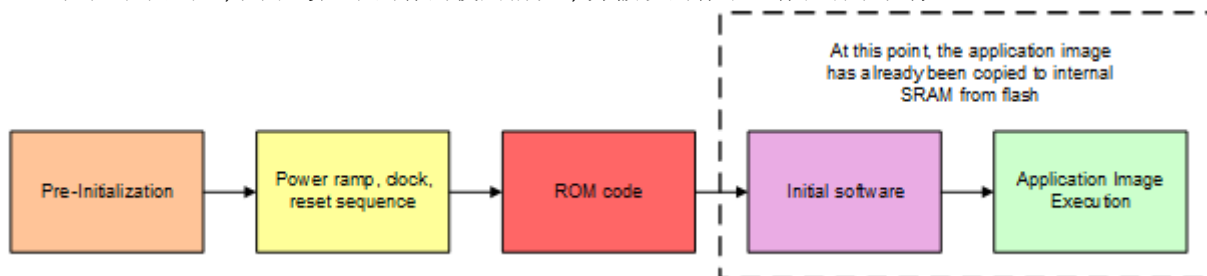 At this point, the application image
has already been copied to internal
SRAM from flash
Pre-Initialization
Power ramp, clock,
reset sequence
ROM code
Initial software
Application Image
Execution